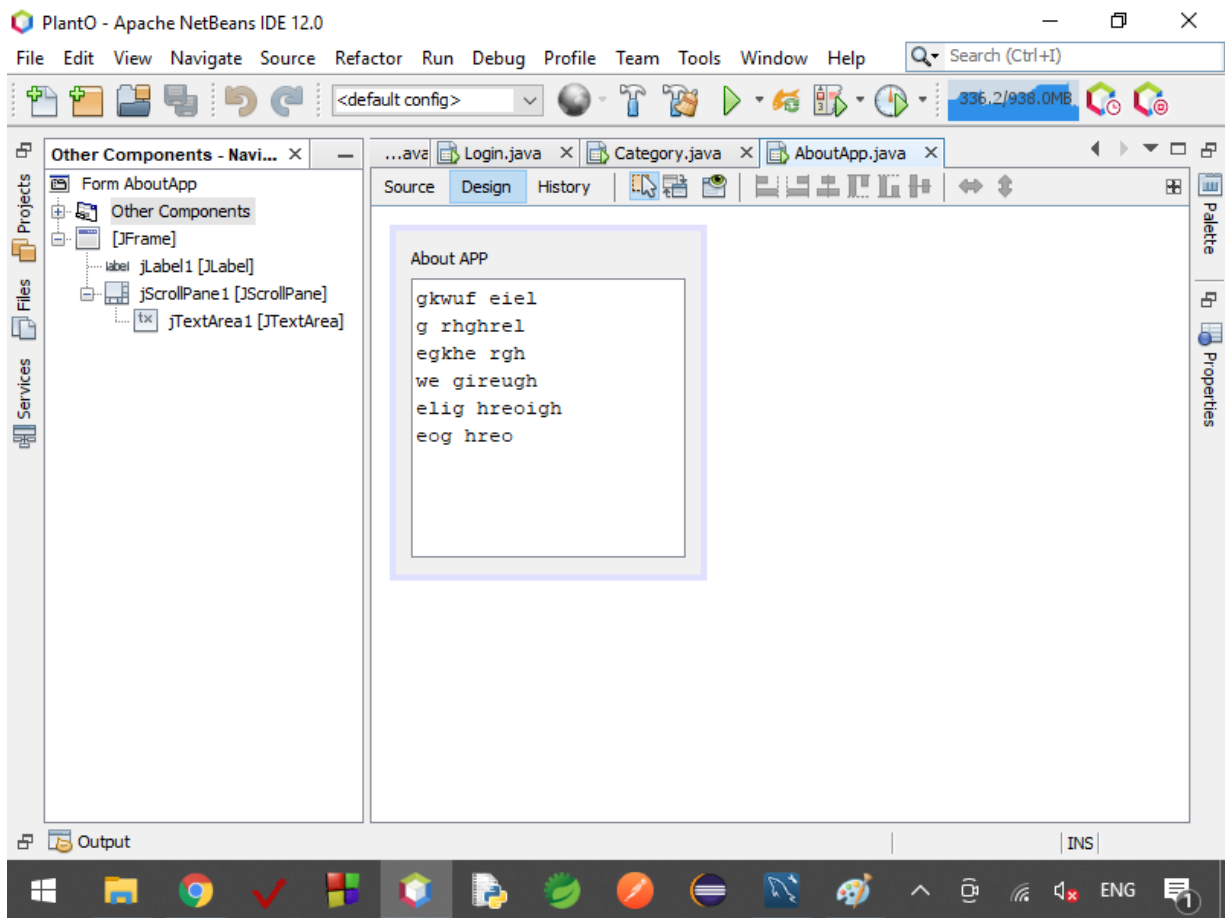 PlantO - Apache NetBeans IDE 12.0
File Edit View Navigate Source Refactor Run Debug Profile Team Tools Window Help
Search (Ctrl+I)
<default config>
336.2/938.0MB
Projects
Files
Services
Other Components - Navi...
Form AboutApp
Other Components
[JFrame]
label jLabel1 [JLabel]
jScrollPane1 [JScrollPane]
tx jTextArea1 [JTextArea]
...ava Login.java Category.java AboutApp.java
Source Design History
About APP
gkwuf eiel
g rhghrel
egkhe rgh
we gireugh
elig hreoigh
eog hreo
Palette
Properties
Output
INS
ENG
1